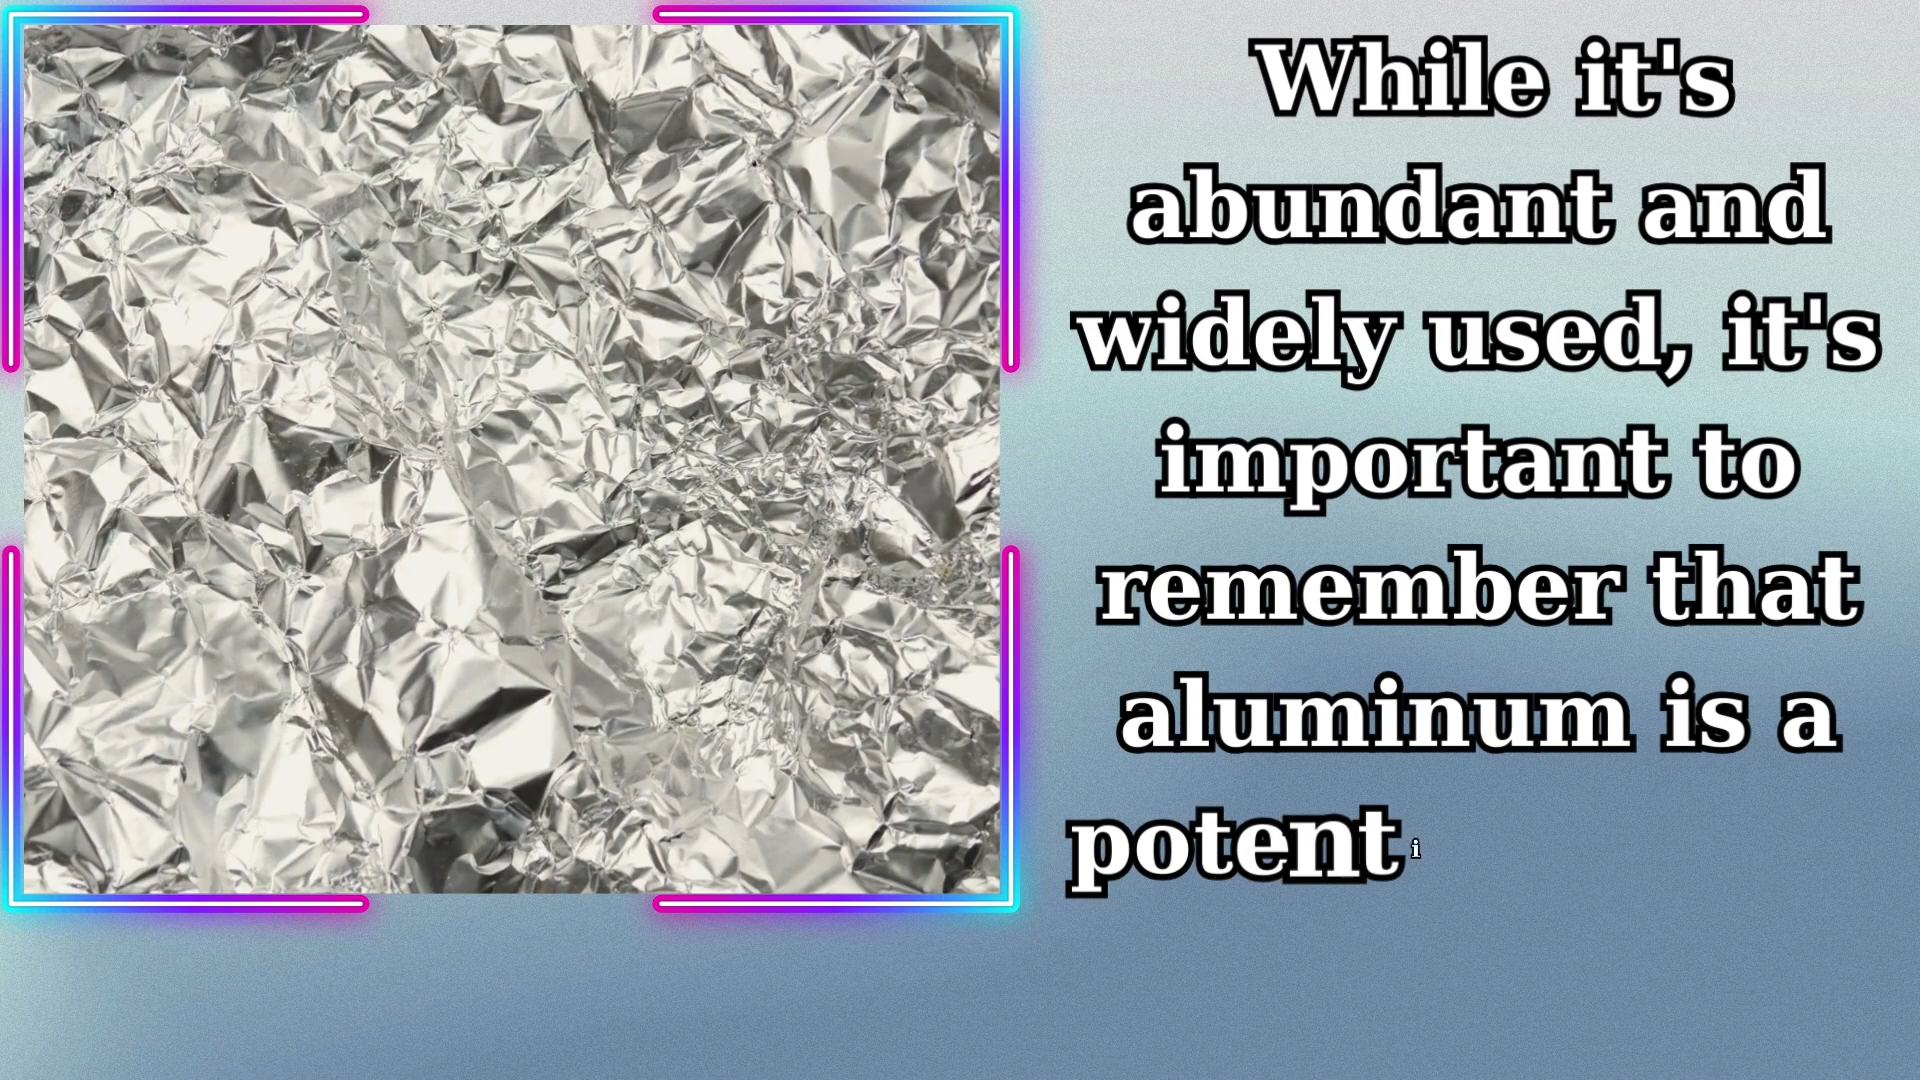 While it's
abundant and
widely used, it's
important to
remember that
aluminum is a
potent i